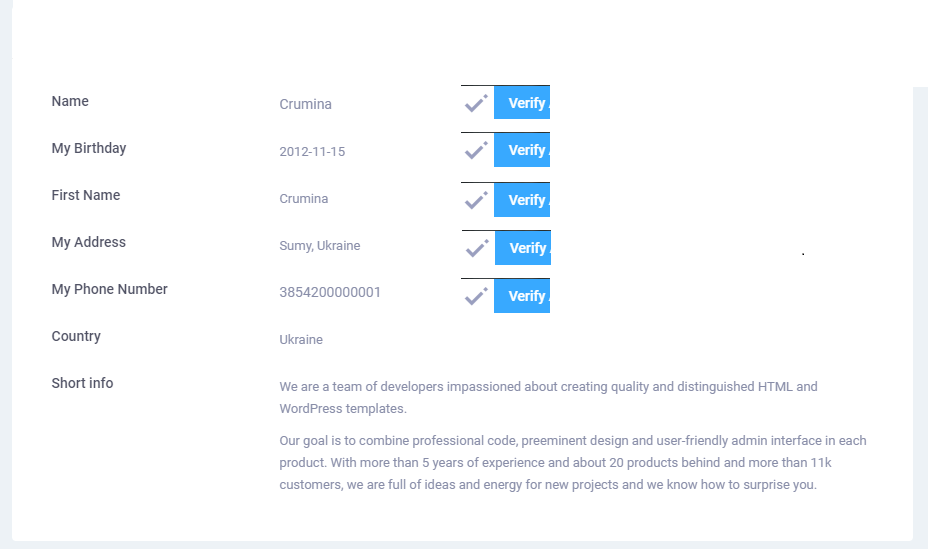 Name Crumina Verify
My Birthday 2012-11-15 Verify
First Name Crumina Verify
My Address Sumy, Ukraine Verify
.
My Phone Number 3854200000001 Verify
Country Ukraine
Short info We are a team of developers impassioned about creating quality and distinguished HTML and
WordPress templates.
Our goal is to combine professional code, preeminent design and user-friendly admin interface in each
product. With more than 5 years of experience and about 20 products behind and more than 11k
customers, we are full of ideas and energy for new projects and we know how to surprise you.